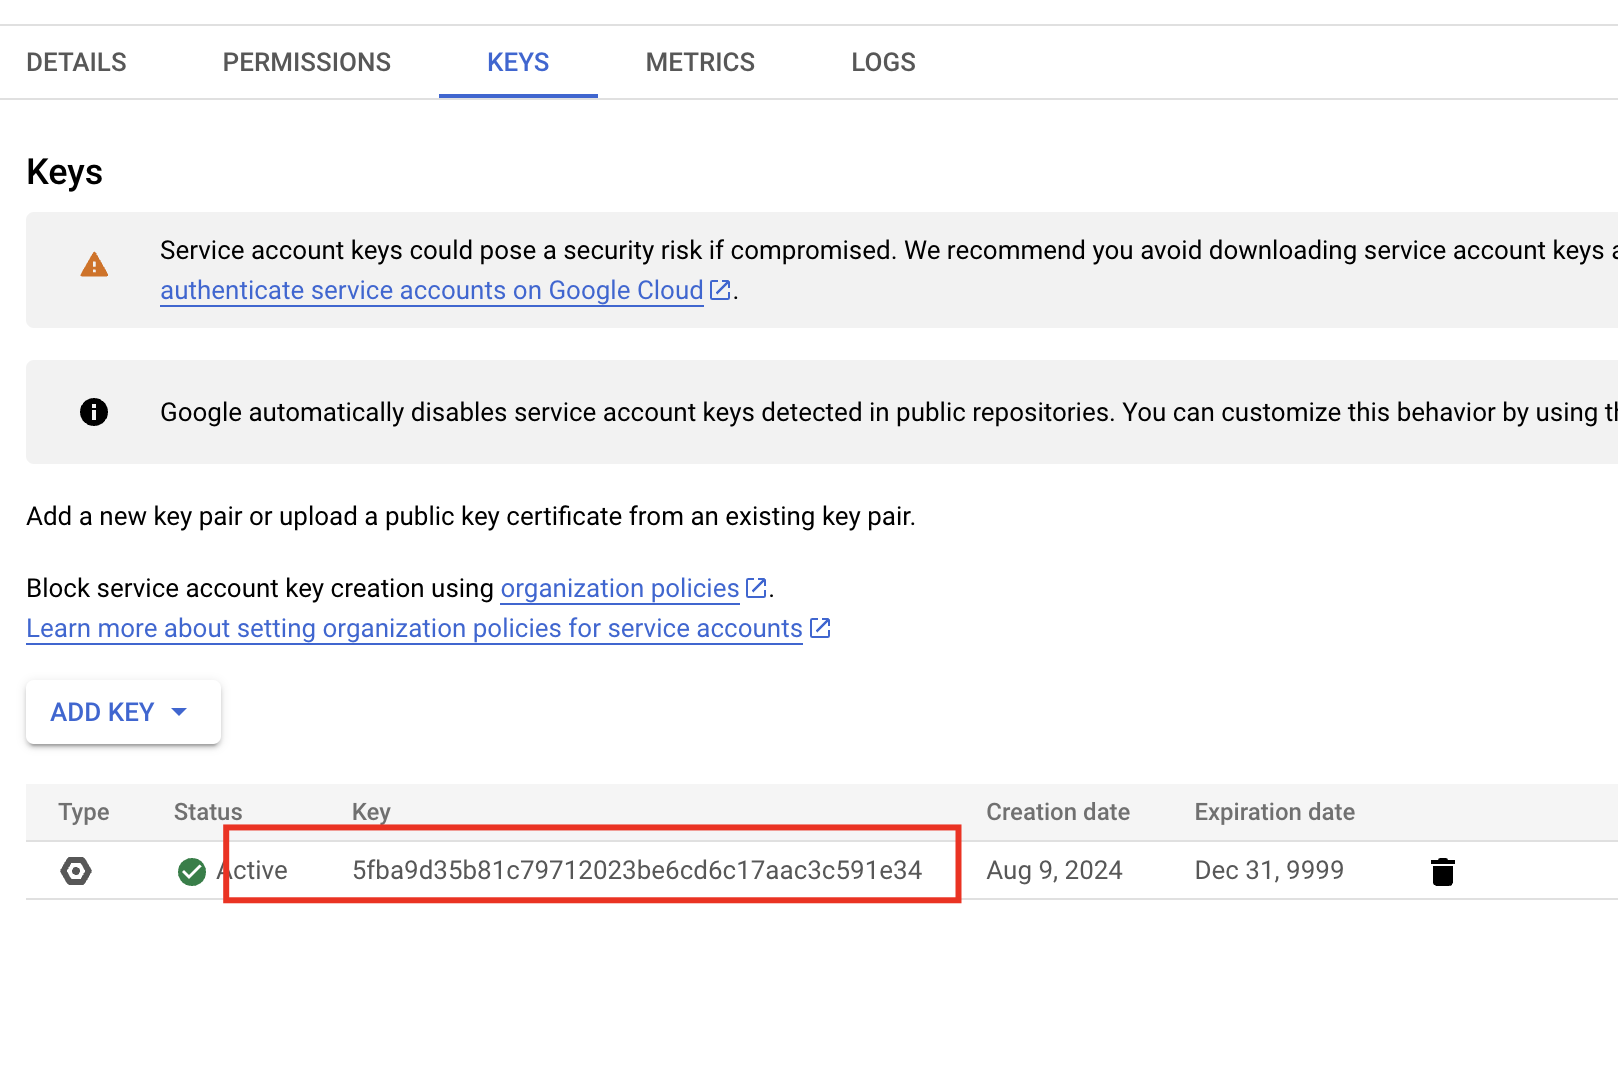 DETAILS PERMISSIONS KEYS METRICS LOGS
Keys
Service account keys could pose a security risk if compromised. We recommend you avoid downloading service account keys a
authenticate service accounts on Google Cloud.
Google automatically disables service account keys detected in public repositories. You can customize this behavior by using th
Add a new key pair or upload a public key certificate from an existing key pair.
Block service account key creation using organization policies.
Learn more about setting organization policies for service accounts
ADD KEY
Type Status Key Creation date Expiration date
Active 5fba9d35b81c79712023be6cd6c17aac3c591e34 Aug 9, 2024 Dec 31, 9999